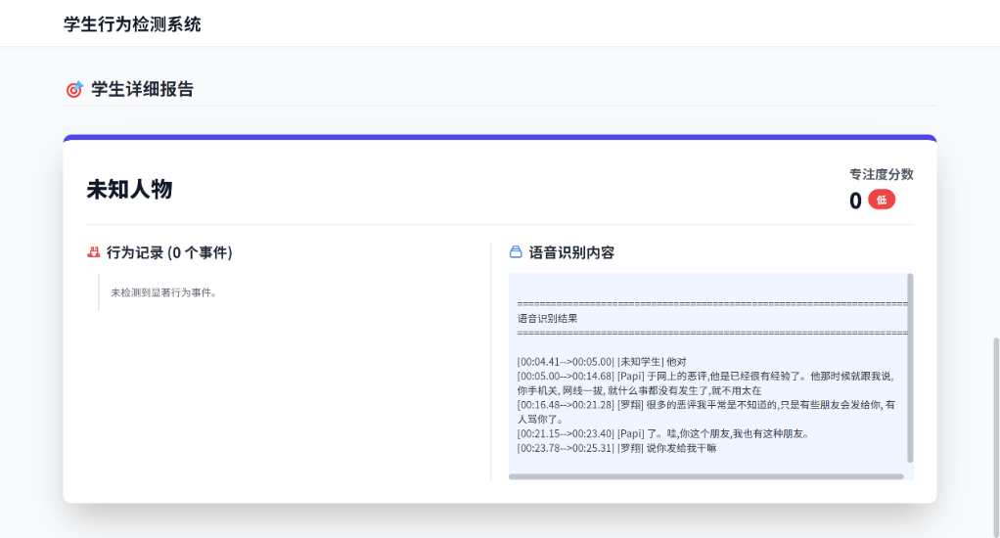 学生行为检测系统
学生详细报告
未知人物
专注度分数
0 低
行为记录 (0 个事件)
未检测到显著行为事件。
语音识别内容
======================================================================
语音识别结果
======================================================================
[00:04.41-->00:05.00] [未知学生] 他对
[00:05.00-->00:14.68] [Papi] 于网上的恶评,他是已经很有经验了。他那时候就跟我说,
你手机关, 网线一拔, 就什么事都没有发生了,就不用太在
[00:16.48-->00:21.28] [罗翔] 很多的恶评我平常是不知道的,只是有些朋友会发给你, 有
人骂你了。
[00:21.15-->00:23.40] [Papi] 了。哇,你这个朋友,我也有这种朋友。
[00:23.78-->00:25.31] [罗翔] 说你发给我干嘛